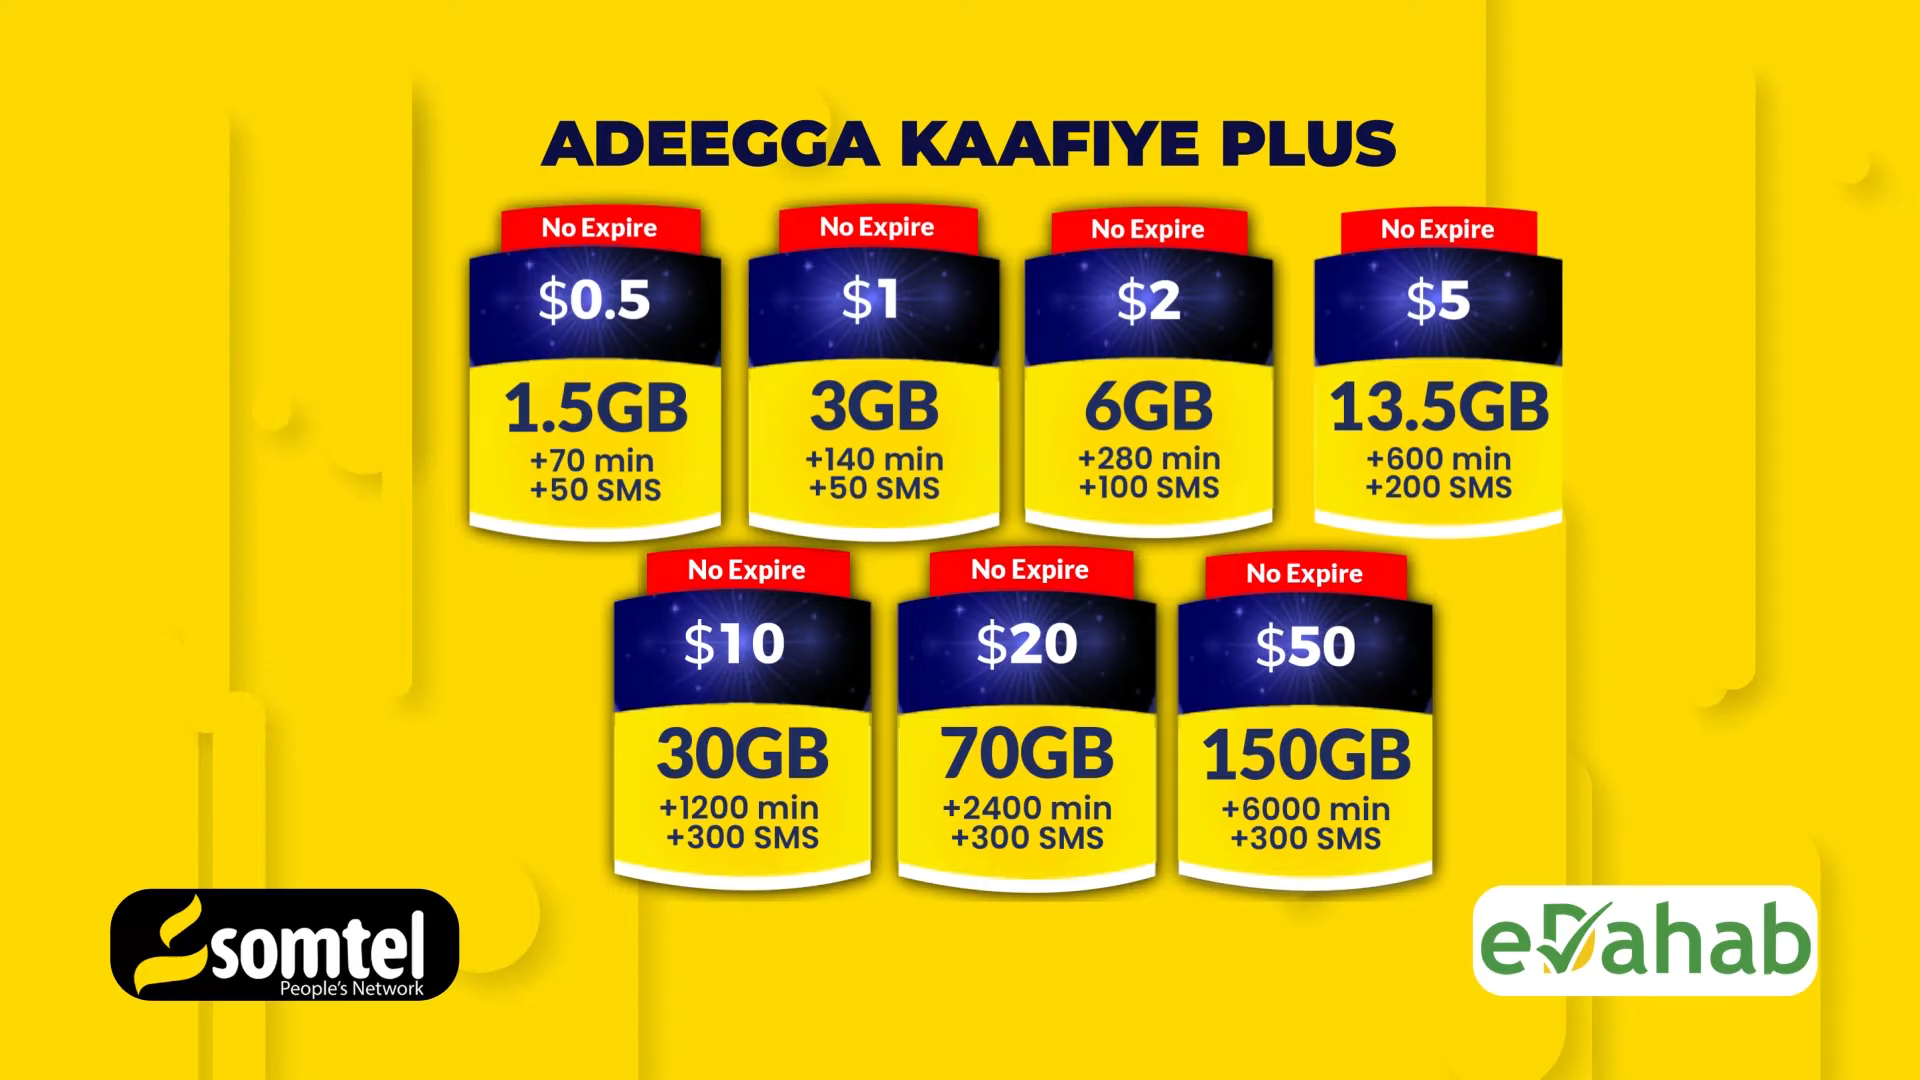 ADEEGGA KAAFIYE PLUS
No Expire
$0.5
1.5GB
+70 min
+50 SMS
No Expire
$1
3GB
+140 min
+50 SMS
No Expire
$2
6GB
+280 min
+100 SMS
No Expire
$5
13.5GB
+600 min
+200 SMS
No Expire
$10
30GB
+1200 min
+300 SMS
No Expire
$20
70GB
+2400 min
+300 SMS
No Expire
$50
150GB
+6000 min
+300 SMS
somtel
People's Network
eDahab